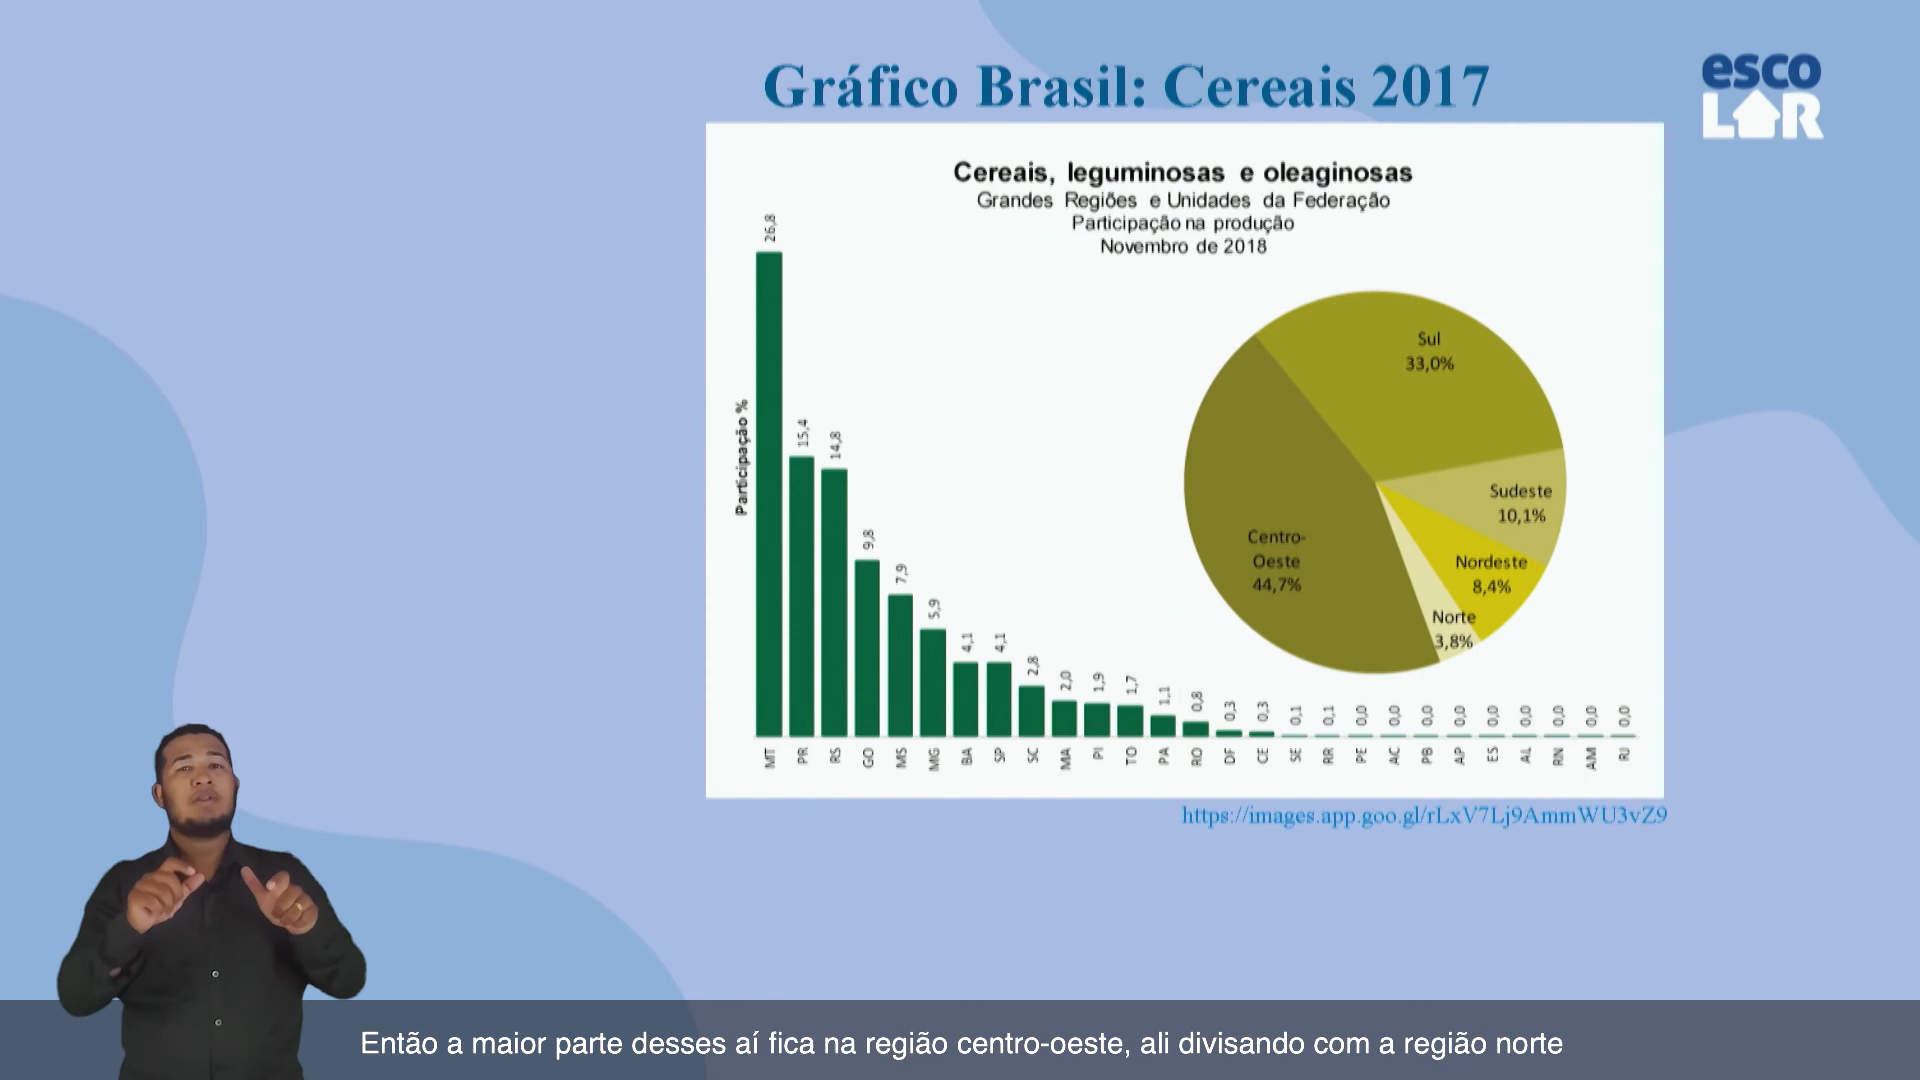 Gráfico Brasil: Cereais 2017
esco
LAR
Cereais, leguminosas e oleaginosas
Grandes Regiões e Unidades da Federação
Participação na produção
Novembro de 2018
Participação %
26,8
15,4
14,8
9,8
7,9
5,9
4,1
4,1
2,8
2,0
1,9
1,7
1,1
0,8
0,3
0,3
0,1
0,1
0,0
0,0
0,0
0,0
0,0
0,0
0,0
0,0
0,0
MT
PR
RS
GO
MS
MG
BA
SP
SC
MA
PI
TO
PA
RO
DF
CE
SE
RR
PE
AC
PB
AP
ES
AL
RN
AM
RJ
Sul
33,0%
Sudeste
10,1%
Nordeste
8,4%
Norte
3,8%
Centro-
Oeste
44,7%
https://images.app.goo.gl/rLxV7Lj9AmmWU3vZ9
Então a maior parte desses aí fica na região centro-oeste, ali divisando com a região norte